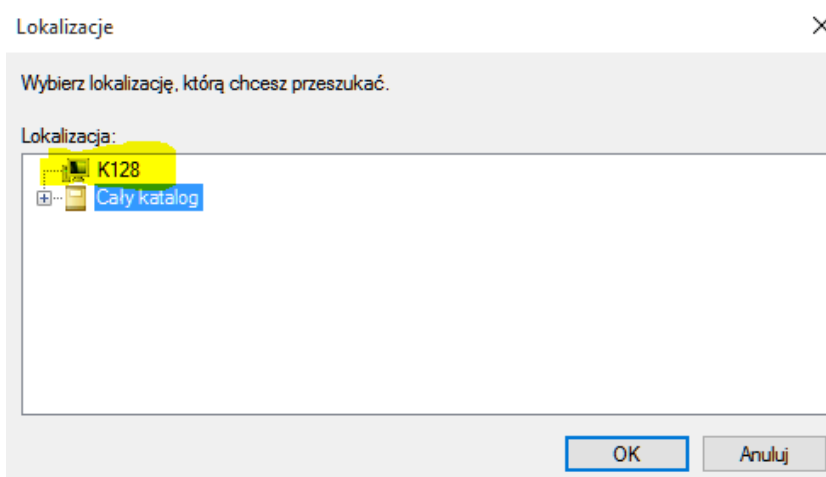 Lokalizacje
Wybierz lokalizację, którą chcesz przeszukać.
Lokalizacja:
K128
Cały katalog
OK
Anuluj